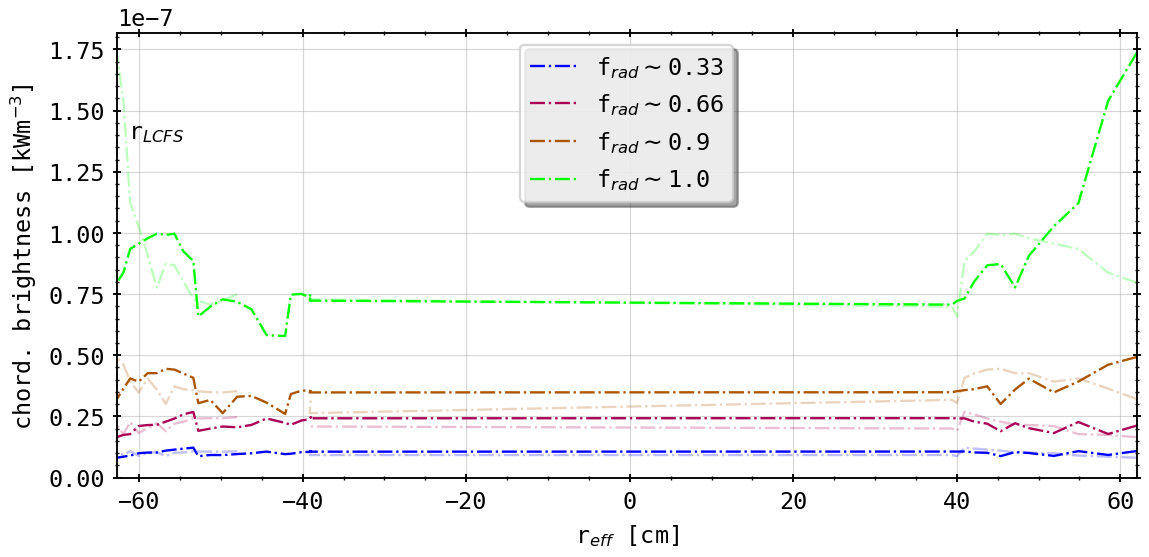 1e−7
1.75
1.50
1.25
1.00
0.75
0.50
0.25
0.00
chord. brightness [kWm⁻³]
r_LCFS
f_rad ∼ 0.33
f_rad ∼ 0.66
f_rad ∼ 0.9
f_rad ∼ 1.0
−60 −40 −20 0 20 40 60
r_eff [cm]